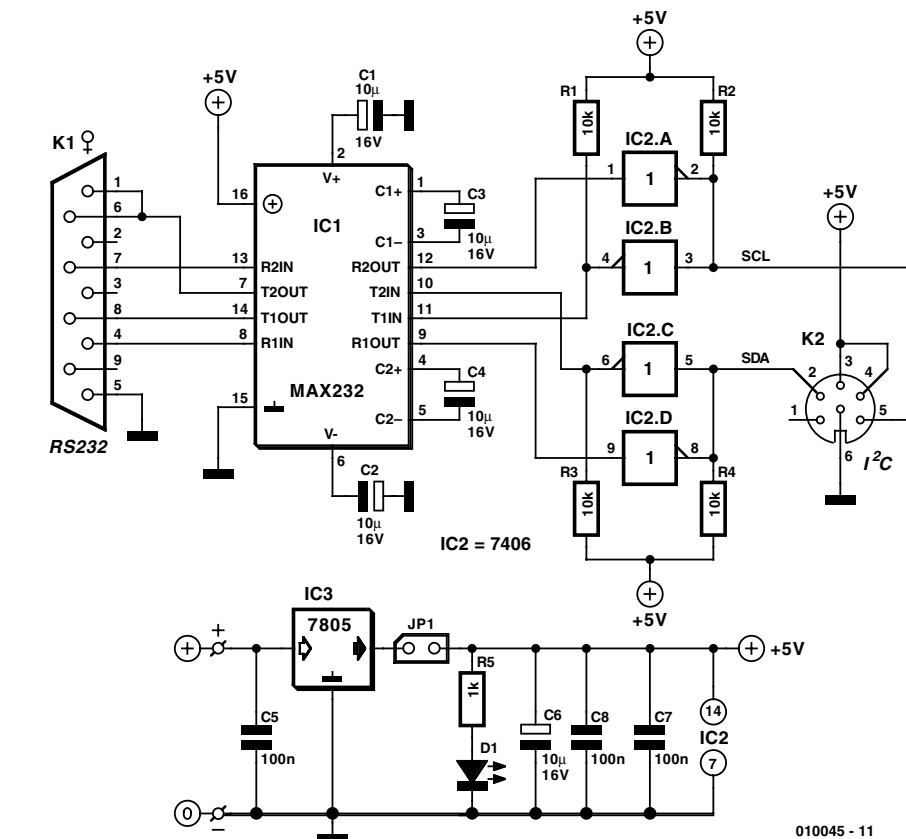 +5V
C1
10µ
16V
+5V
K1
1
6
2
7
3
8
4
9
5
RS232
2
V+
16
IC1
C1+
1
C3
10µ
16V
C1–
3
13
R2IN
R2OUT
12
7
T2OUT
T2IN
10
14
T1OUT
T1IN
11
8
R1IN
R1OUT
9
C2+
4
C4
10µ
16V
15
MAX232
C2–
5
V-
6
C2
10µ
16V
R1
10k
R2
10k
IC2.A
1
1
2
IC2.B
4
1
3
SCL
IC2.C
6
1
5
SDA
IC2.D
9
1
8
R3
10k
R4
10k
+5V
IC2 = 7406
+5V
K2
3
2
4
1
5
6
I2C
IC3
7805
JP1
+
+
+5V
R5
1k
C5
100n
D1
C6
10µ
16V
C8
100n
C7
100n
14
IC2
7
0
–
010045 - 11